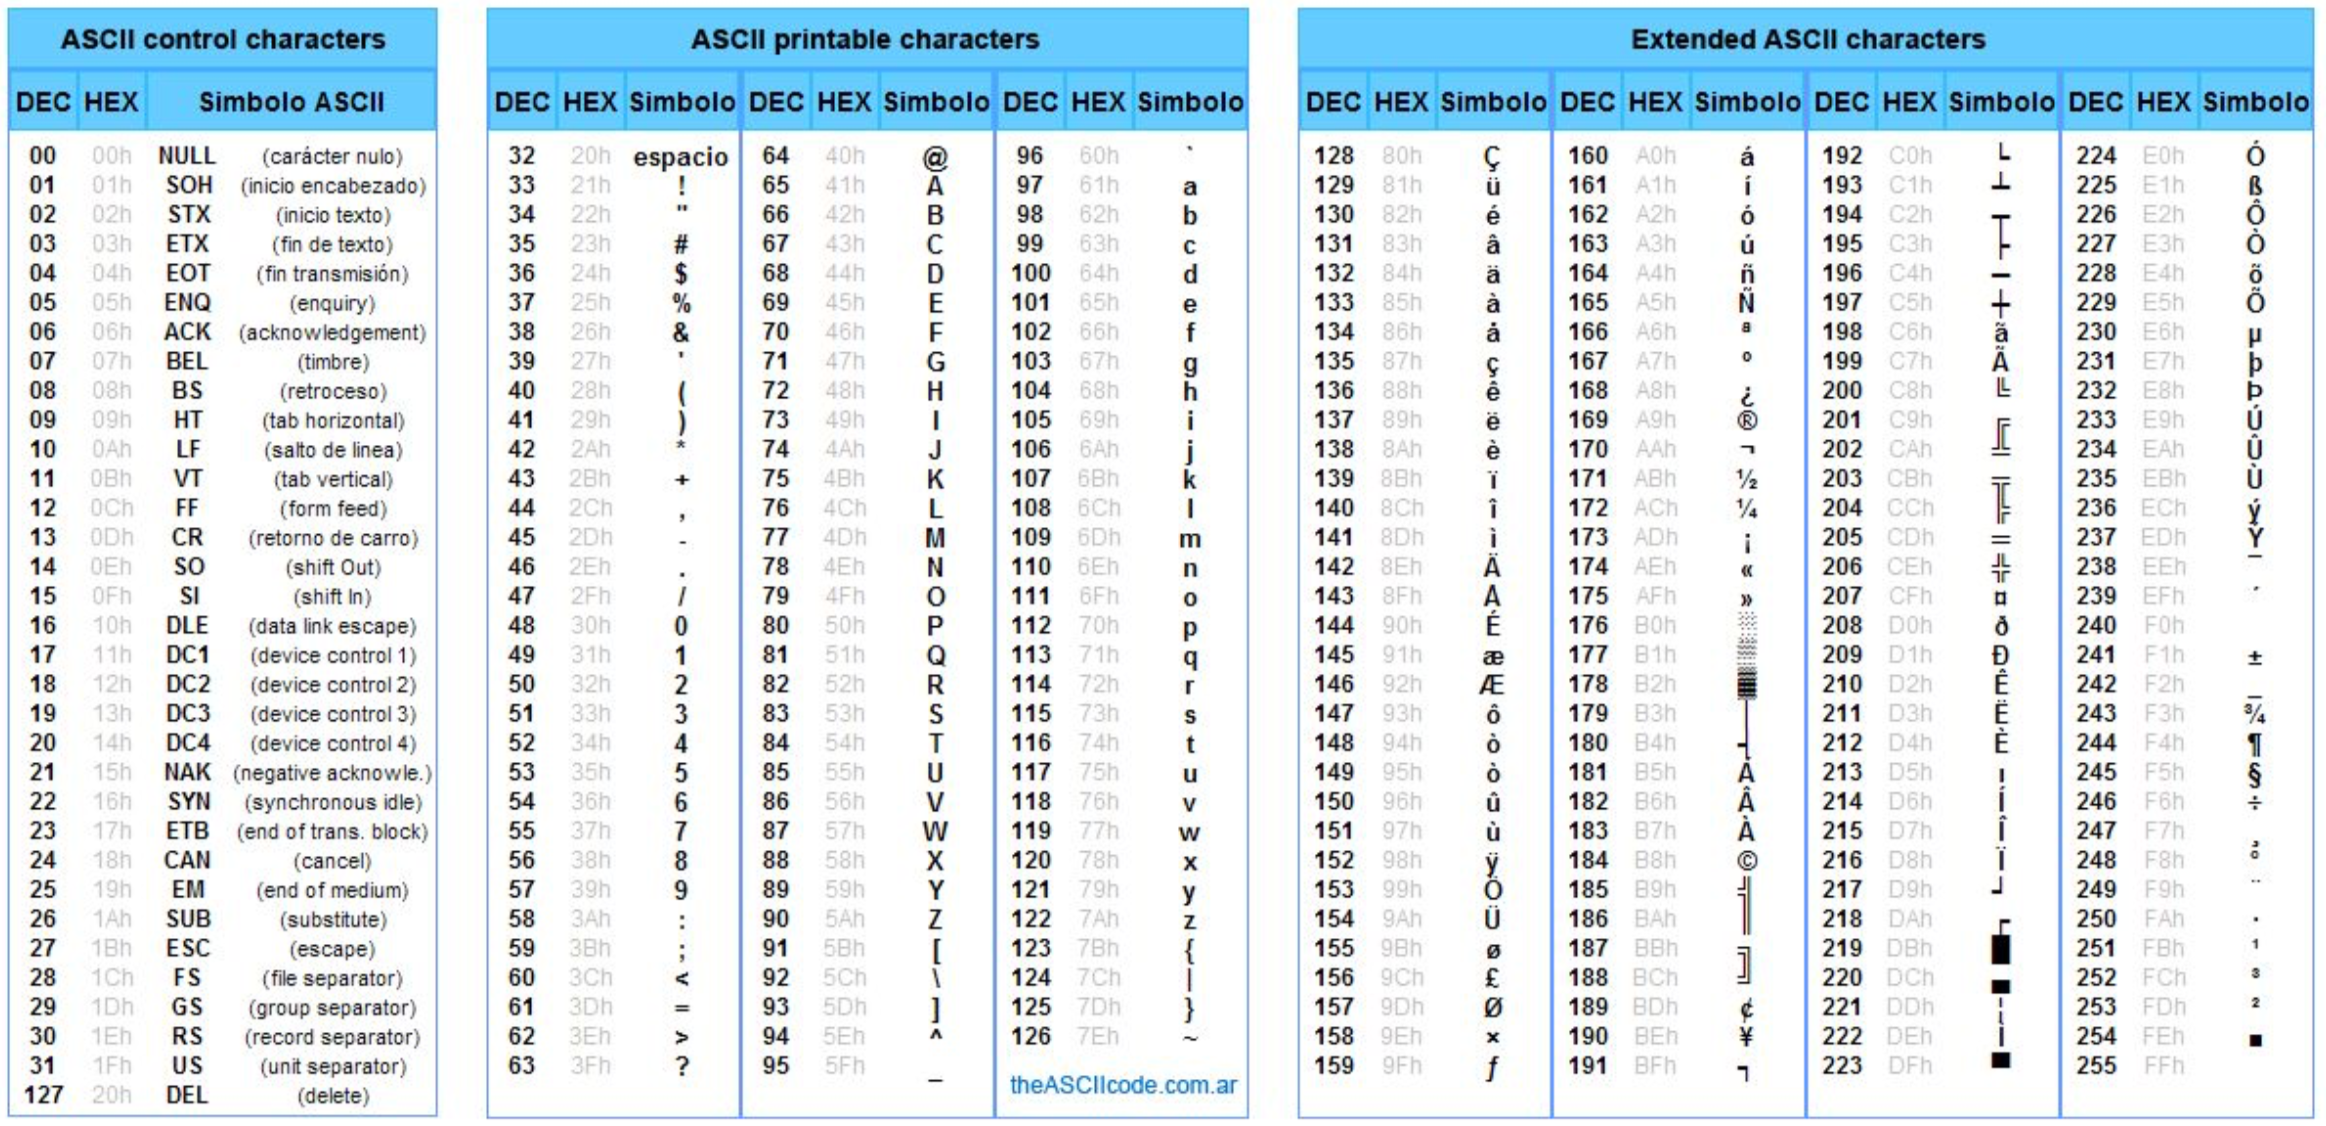 ASCII control characters
DEC HEX Simbolo ASCII
00 00h NULL (carácter nulo)
01 01h SOH (inicio encabezado)
02 02h STX (inicio texto)
03 03h ETX (fin de texto)
04 04h EOT (fin transmisión)
05 05h ENQ (enquiry)
06 06h ACK (acknowledgement)
07 07h BEL (timbre)
08 08h BS (retroceso)
09 09h HT (tab horizontal)
10 0Ah LF (salto de linea)
11 0Bh VT (tab vertical)
12 0Ch FF (form feed)
13 0Dh CR (retorno de carro)
14 0Eh SO (shift Out)
15 0Fh SI (shift In)
16 10h DLE (data link escape)
17 11h DC1 (device control 1)
18 12h DC2 (device control 2)
19 13h DC3 (device control 3)
20 14h DC4 (device control 4)
21 15h NAK (negative acknowle.)
22 16h SYN (synchronous idle)
23 17h ETB (end of trans. block)
24 18h CAN (cancel)
25 19h EM (end of medium)
26 1Ah SUB (substitute)
27 1Bh ESC (escape)
28 1Ch FS (file separator)
29 1Dh GS (group separator)
30 1Eh RS (record separator)
31 1Fh US (unit separator)
127 20h DEL (delete)
ASCII printable characters
DEC HEX Simbolo DEC HEX Simbolo DEC HEX Simbolo
32 20h espacio 64 40h @ 96 60h `
33 21h ! 65 41h A 97 61h a
34 22h " 66 42h B 98 62h b
35 23h # 67 43h C 99 63h c
36 24h $ 68 44h D 100 64h d
37 25h % 69 45h E 101 65h e
38 26h & 70 46h F 102 66h f
39 27h ' 71 47h G 103 67h g
40 28h ( 72 48h H 104 68h h
41 29h ) 73 49h I 105 69h i
42 2Ah * 74 4Ah J 106 6Ah j
43 2Bh + 75 4Bh K 107 6Bh k
44 2Ch , 76 4Ch L 108 6Ch l
45 2Dh - 77 4Dh M 109 6Dh m
46 2Eh . 78 4Eh N 110 6Eh n
47 2Fh / 79 4Fh O 111 6Fh o
48 30h 0 80 50h P 112 70h p
49 31h 1 81 51h Q 113 71h q
50 32h 2 82 52h R 114 72h r
51 33h 3 83 53h S 115 73h s
52 34h 4 84 54h T 116 74h t
53 35h 5 85 55h U 117 75h u
54 36h 6 86 56h V 118 76h v
55 37h 7 87 57h W 119 77h w
56 38h 8 88 58h X 120 78h x
57 39h 9 89 59h Y 121 79h y
58 3Ah : 90 5Ah Z 122 7Ah z
59 3Bh ; 91 5Bh [ 123 7Bh {
60 3Ch < 92 5Ch \ 124 7Ch |
61 3Dh = 93 5Dh ] 125 7Dh }
62 3Eh > 94 5Eh ^ 126 7Eh ~
63 3Fh ? 95 5Fh _
theASCIIcode.com.ar
Extended ASCII characters
DEC HEX Simbolo DEC HEX Simbolo DEC HEX Simbolo DEC HEX Simbolo
128 80h Ç 160 A0h á 192 C0h └ 224 E0h Ó
129 81h ü 161 A1h í 193 C1h ┴ 225 E1h ß
130 82h é 162 A2h ó 194 C2h ┬ 226 E2h Ô
131 83h â 163 A3h ú 195 C3h ├ 227 E3h Ò
132 84h ä 164 A4h ñ 196 C4h ─ 228 E4h õ
133 85h à 165 A5h Ñ 197 C5h ┼ 229 E5h Õ
134 86h å 166 A6h ª 198 C6h ã 230 E6h µ
135 87h ç 167 A7h º 199 C7h Ã 231 E7h þ
136 88h ê 168 A8h ¿ 200 C8h ╚ 232 E8h Þ
137 89h ë 169 A9h ® 201 C9h ╔ 233 E9h Ú
138 8Ah è 170 AAh ¬ 202 CAh ╩ 234 EAh Û
139 8Bh ï 171 ABh ½ 203 CBh ╦ 235 EBh Ù
140 8Ch î 172 ACh ¼ 204 CCh ╠ 236 ECh ý
141 8Dh ì 173 ADh ¡ 205 CDh ═ 237 EDh Ý
142 8Eh Ä 174 AEh « 206 CEh ╬ 238 EEh ¯
143 8Fh Å 175 AFh » 207 CFh ¤ 239 EFh ´
144 90h É 176 B0h ░ 208 D0h ð 240 F0h
145 91h æ 177 B1h ▒ 209 D1h Ð 241 F1h ±
146 92h Æ 178 B2h ▓ 210 D2h Ê 242 F2h _
147 93h ô 179 B3h │ 211 D3h Ë 243 F3h ¾
148 94h ò 180 B4h ┤ 212 D4h È 244 F4h ¶
149 95h ò 181 B5h Á 213 D5h ı 245 F5h §
150 96h û 182 B6h Â 214 D6h Í 246 F6h ÷
151 97h ù 183 B7h À 215 D7h Î 247 F7h ¸
152 98h ÿ 184 B8h © 216 D8h Ï 248 F8h °
153 99h Ö 185 B9h ╣ 217 D9h ┘ 249 F9h ¨
154 9Ah Ü 186 BAh ║ 218 DAh ┌ 250 FAh ·
155 9Bh ø 187 BBh ╗ 219 DBh █ 251 FBh ¹
156 9Ch £ 188 BCh ╝ 220 DCh ▄ 252 FCh ³
157 9Dh Ø 189 BDh ¢ 221 DDh ¦ 253 FDh ²
158 9Eh × 190 BEh ¥ 222 DEh Ì 254 FEh ■
159 9Fh ƒ 191 BFh ┐ 223 DFh ▀ 255 FFh